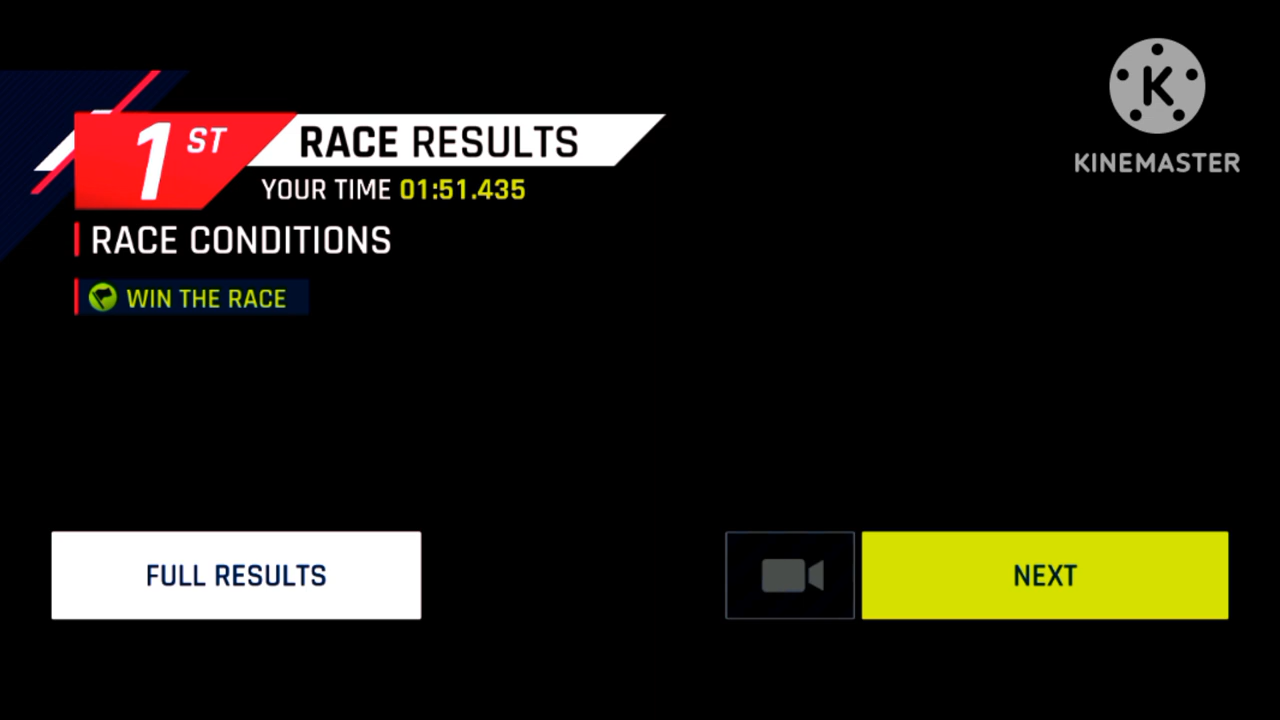 1ST
RACE RESULTS
YOUR TIME 01:51.435
RACE CONDITIONS
WIN THE RACE
K
KINEMASTER
FULL RESULTS
NEXT